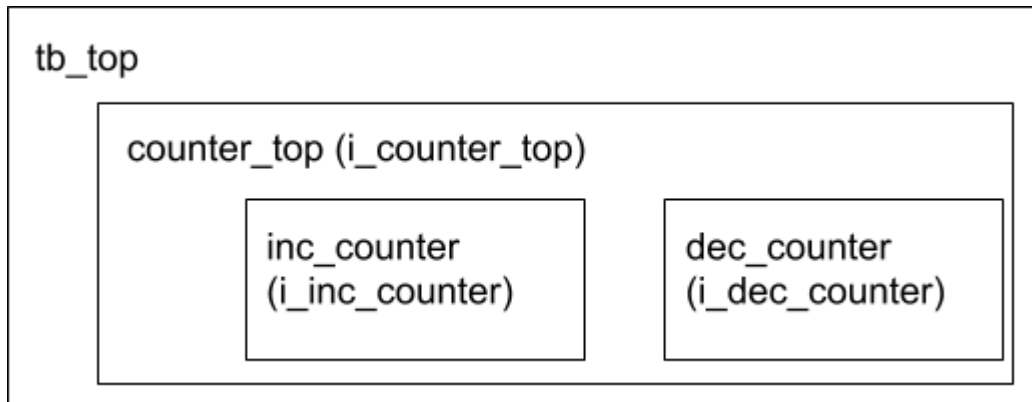 tb_top
counter_top (i_counter_top)
inc_counter
(i_inc_counter)
dec_counter
(i_dec_counter)